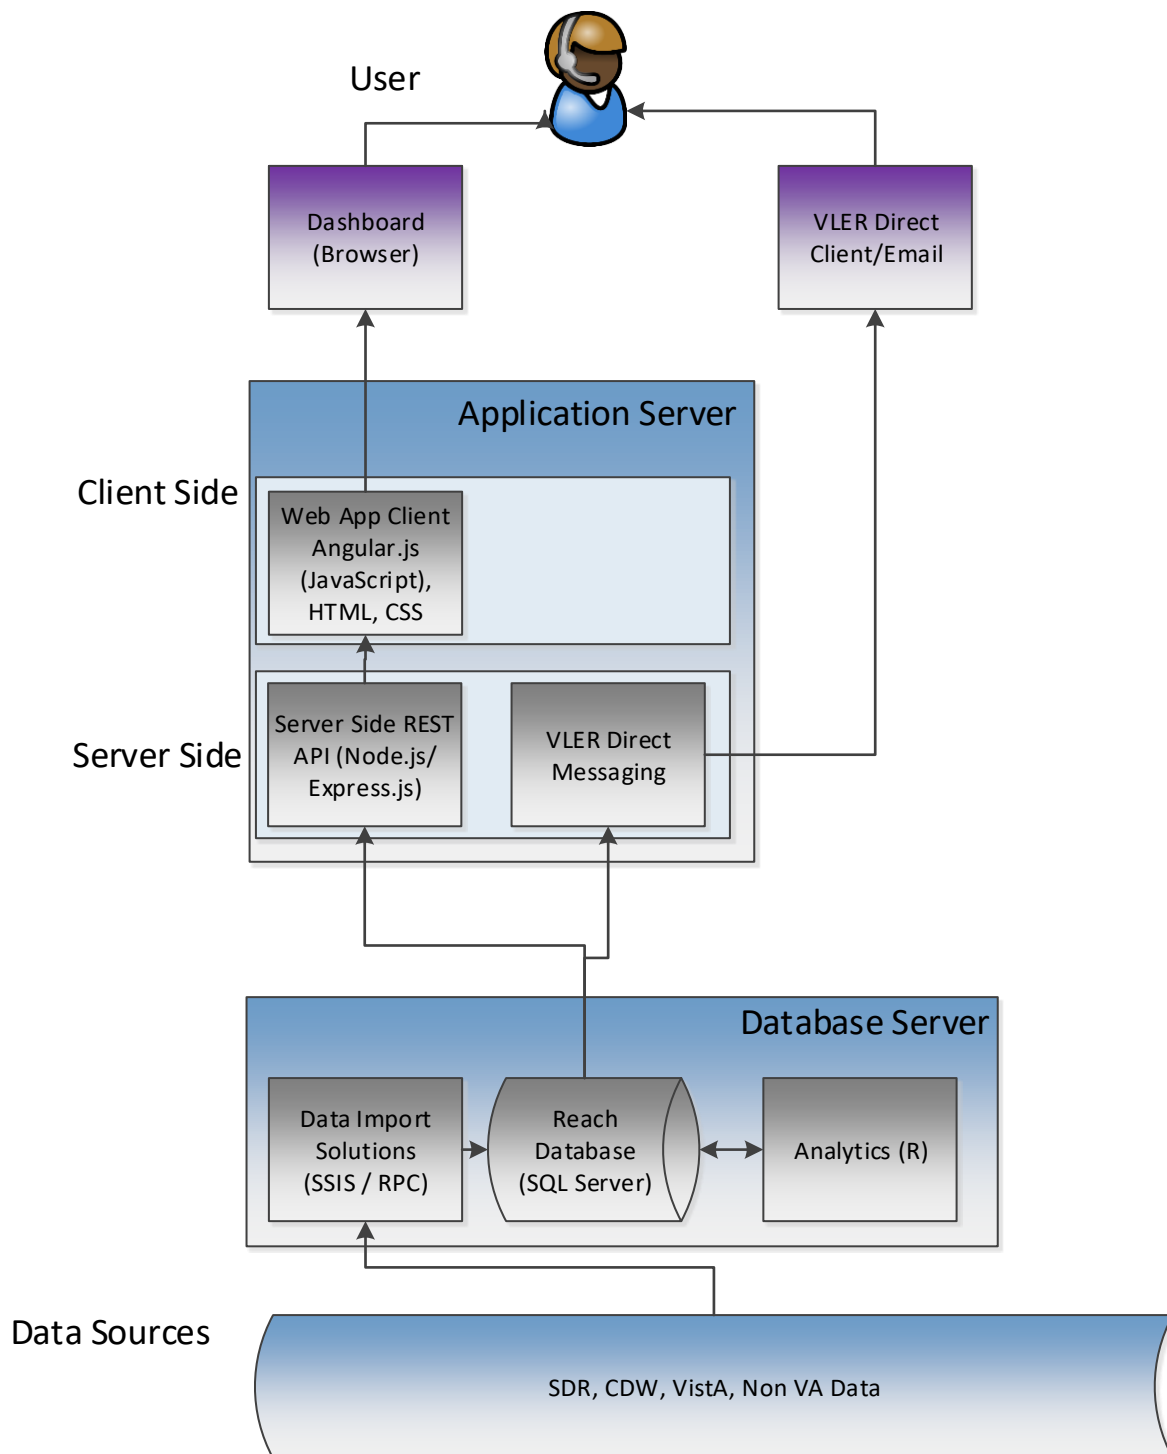 User
Dashboard
(Browser)
VLER Direct
Client/Email
Application Server
Client Side
Web App Client
Angular.js
(JavaScript),
HTML, CSS
Server Side
Server Side REST
API (Node.js/
Express.js)
VLER Direct
Messaging
Database Server
Data Import
Solutions
(SSIS / RPC)
Reach
Database
(SQL Server)
Analytics (R)
Data Sources
SDR, CDW, VistA, Non VA Data